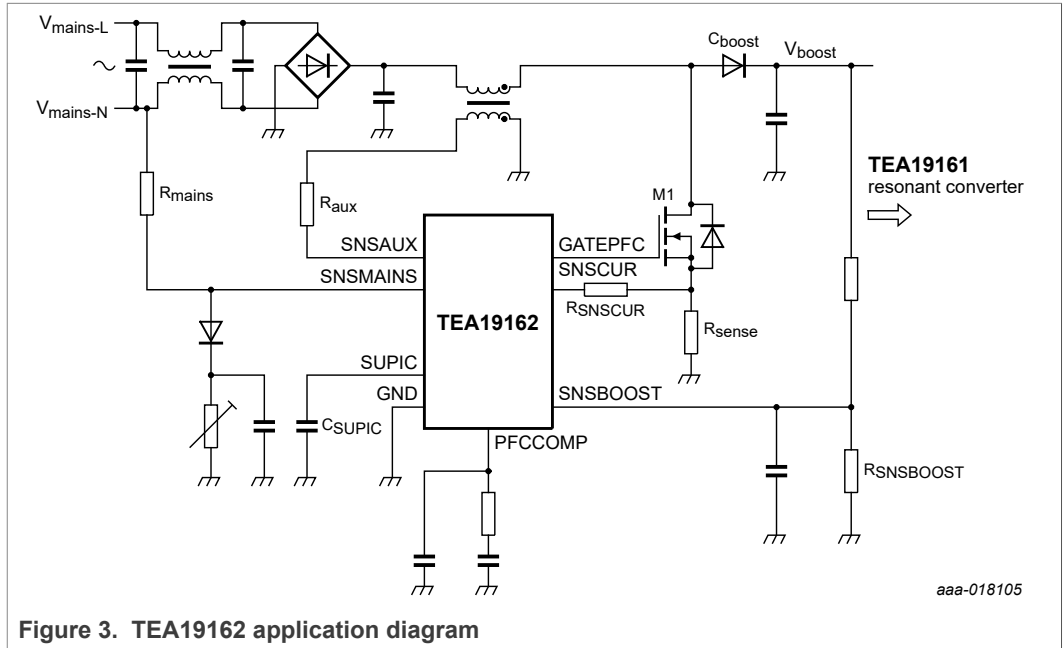 Vmains-L
Cboost
Vboost
Vmains-N
TEA19161
resonant converter
Rmains
Raux
M1
SNSAUX
GATEPFC
SNSMAINS
SNSCUR
RSNSCUR
TEA19162
Rsense
SUPIC
GND
SNSBOOST
CSUPIC
PFCCOMP
RSNSBOOST
aaa-018105
Figure 3. TEA19162 application diagram